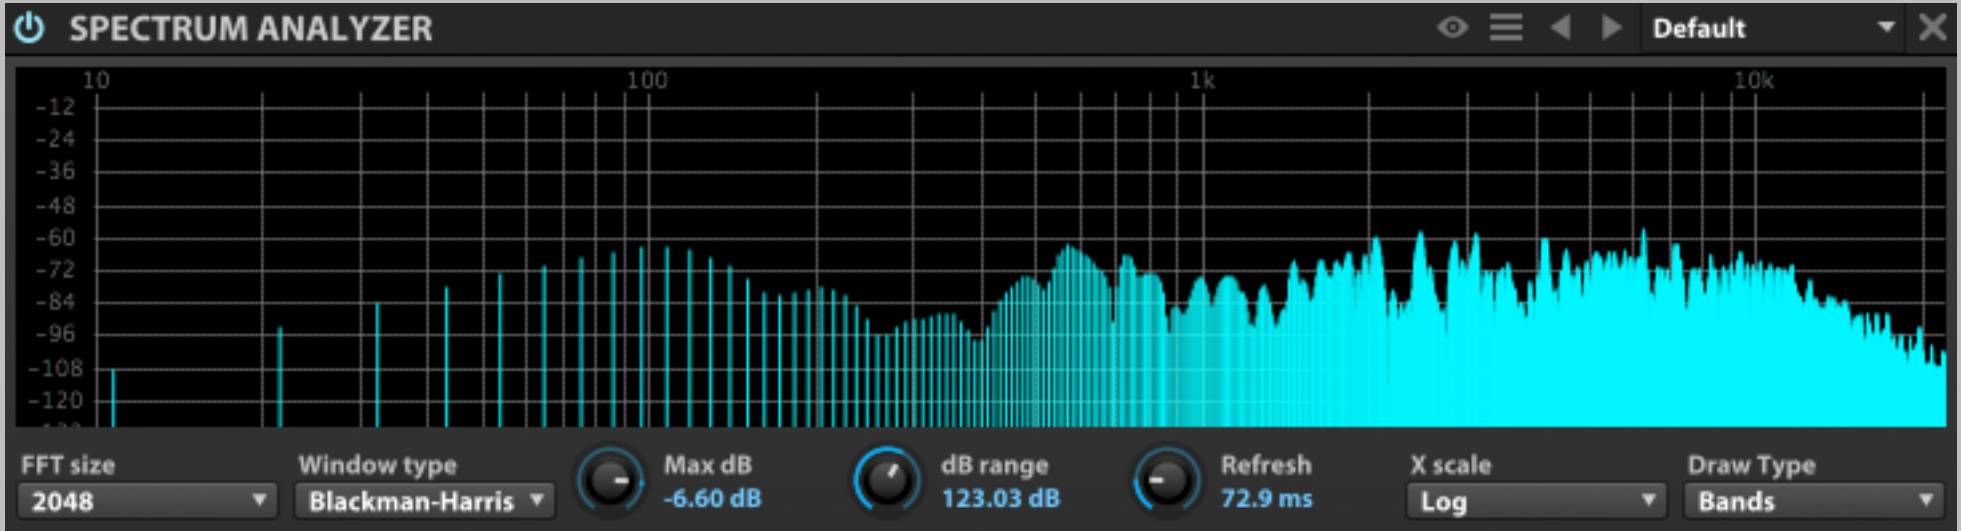 SPECTRUM ANALYZER
Default
10 100 1k 10k
-12
-24
-36
-48
-60
-72
-84
-96
-108
-120
FFT size
2048
Window type
Blackman-Harris
Max dB
-6.60 dB
dB range
123.03 dB
Refresh
72.9 ms
X scale
Log
Draw Type
Bands